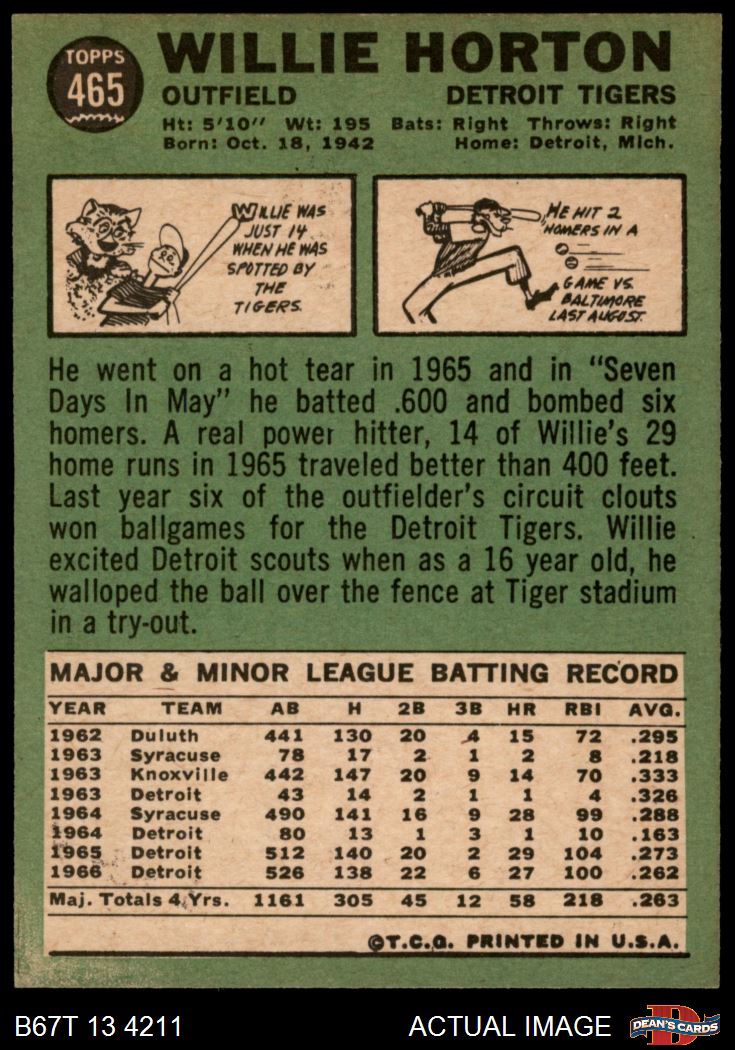 TOPPS
465
WILLIE HORTON
OUTFIELD DETROIT TIGERS
Ht: 5'10" Wt: 195 Bats: Right Throws: Right
Born: Oct. 18, 1942 Home: Detroit, Mich.
WILLIE WAS
JUST 14
WHEN HE WAS
SPOTTED BY
THE
TIGERS.
HE HIT 2
HOMERS IN A
GAME VS.
BALTIMORE
LAST AUGUST.
He went on a hot tear in 1965 and in "Seven
Days In May" he batted .600 and bombed six
homers. A real power hitter, 14 of Willie's 29
home runs in 1965 traveled better than 400 feet.
Last year six of the outfielder's circuit clouts
won ballgames for the Detroit Tigers. Willie
excited Detroit scouts when as a 16 year old, he
walloped the ball over the fence at Tiger stadium
in a try-out.
MAJOR & MINOR LEAGUE BATTING RECORD
YEAR TEAM AB H 2B 3B HR RBI AVG.
1962 Duluth 441 130 20 4 15 72 .295
1963 Syracuse 78 17 2 1 2 8 .218
1963 Knoxville 442 147 20 9 14 70 .333
1963 Detroit 43 14 2 1 1 4 .326
1964 Syracuse 490 141 16 9 28 99 .288
1964 Detroit 80 13 1 3 1 10 .163
1965 Detroit 512 140 20 2 29 104 .273
1966 Detroit 526 138 22 6 27 100 .262
Maj. Totals 4 Yrs. 1161 305 45 12 58 218 .263
©T.C.G. PRINTED IN U.S.A.
B67T 13 4211 ACTUAL IMAGE
D
DEAN'S CARDS